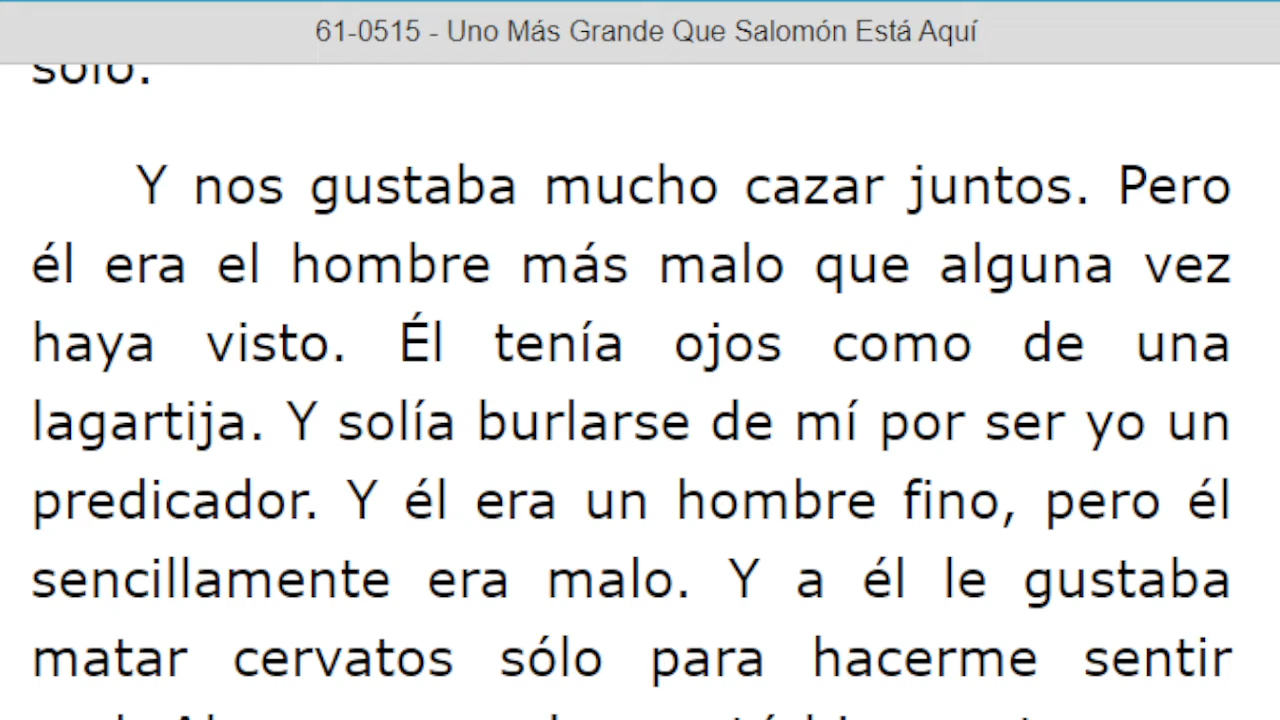 61-0515 - Uno Más Grande Que Salomón Está Aquí
sólo.
Y nos gustaba mucho cazar juntos. Pero
él era el hombre más malo que alguna vez
haya visto. Él tenía ojos como de una
lagartija. Y solía burlarse de mí por ser yo un
predicador. Y él era un hombre fino, pero él
sencillamente era malo. Y a él le gustaba
matar cervatos sólo para hacerme sentir